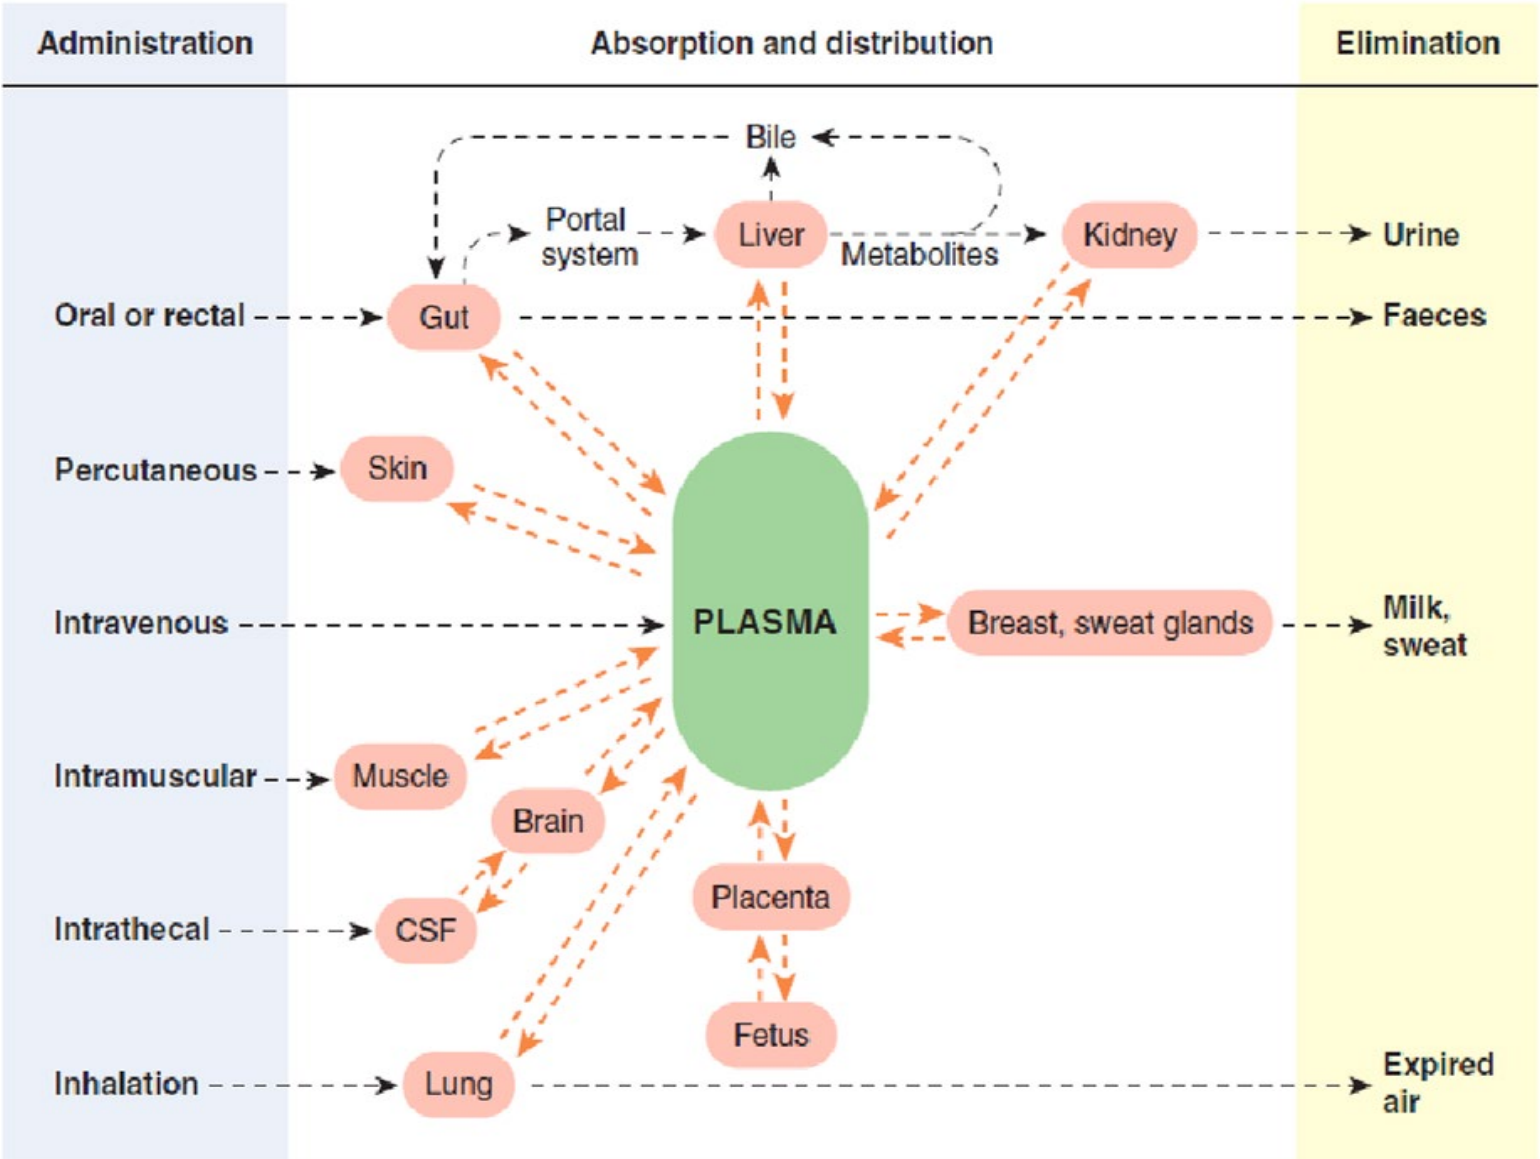 Administration
Absorption and distribution
Elimination
Bile
Portal
system
Liver
Metabolites
Kidney
Urine
Oral or rectal
Gut
Faeces
Percutaneous
Skin
Intravenous
PLASMA
Breast, sweat glands
Milk,
sweat
Intramuscular
Muscle
Brain
Placenta
Intrathecal
CSF
Fetus
Inhalation
Lung
Expired
air